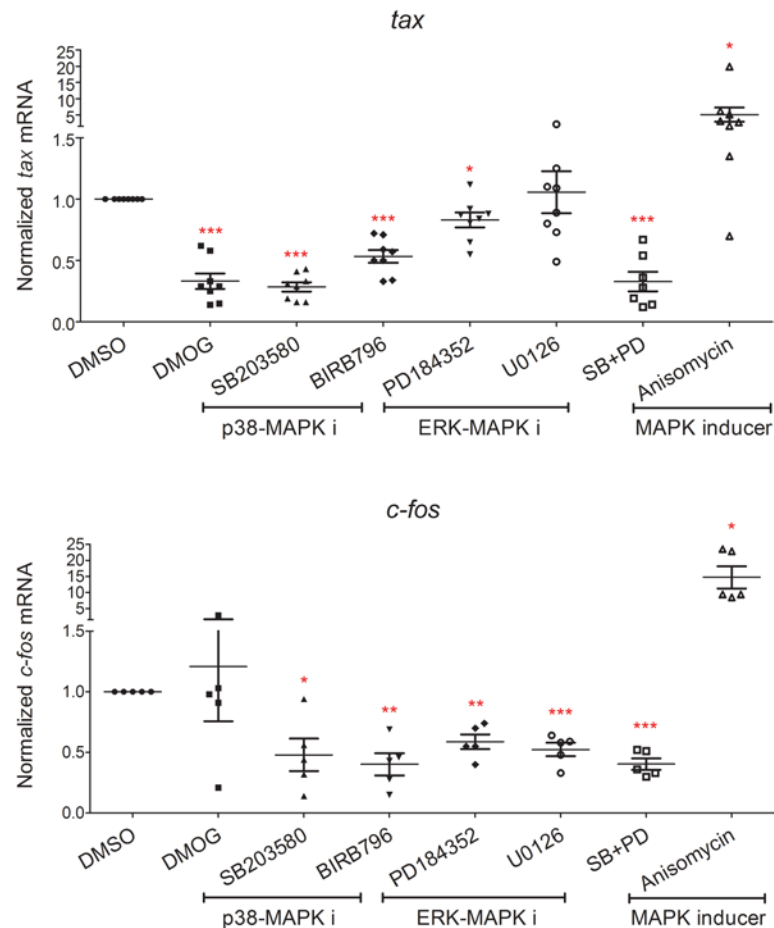 tax
Normalized tax mRNA
25
20
15
10
5
1.5
1.0
0.5
0.0
***
***
***
*
***
*
DMSO
DMOG
SB203580
BIRB796
PD184352
U0126
SB+PD
Anisomycin
p38-MAPK i
ERK-MAPK i
MAPK inducer
c-fos
Normalized c-fos mRNA
25
20
15
10
5
1.5
1.0
0.5
0.0
*
**
**
***
***
*
DMSO
DMOG
SB203580
BIRB796
PD184352
U0126
SB+PD
Anisomycin
p38-MAPK i
ERK-MAPK i
MAPK inducer